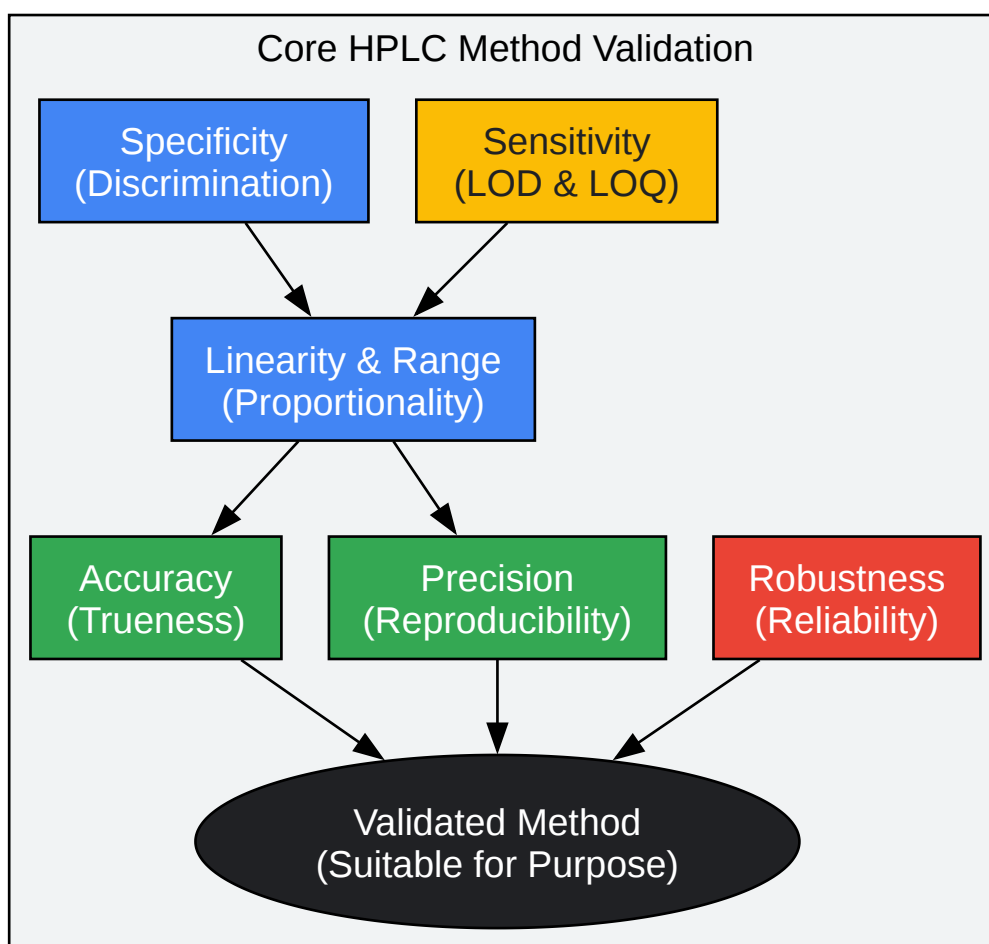 Core HPLC Method Validation
Specificity
(Discrimination)
Sensitivity
(LOD & LOQ)
Linearity & Range
(Proportionality)
Accuracy
(Trueness)
Precision
(Reproducibility)
Robustness
(Reliability)
Validated Method
(Suitable for Purpose)